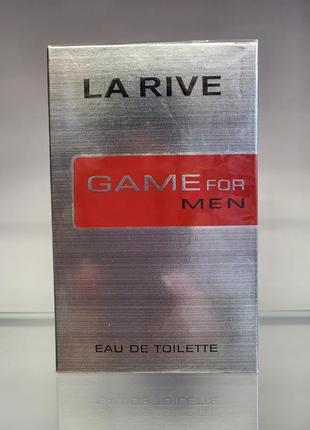 LA RIVE
GAME FOR
MEN
EAU DE TOILETTE